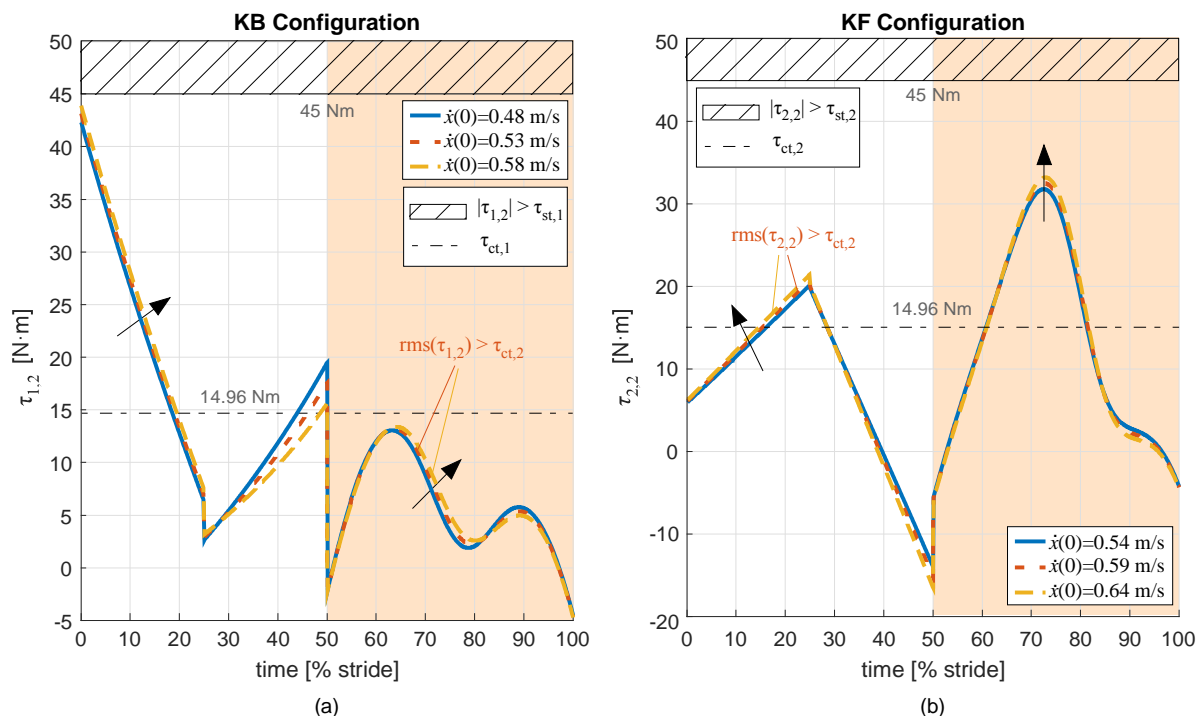 KB Configuration
50
45
40
35
30
25
20
15
10
5
0
-5
τ1,2 [N·m]
45 Nm
ẋ(0)=0.48 m/s
ẋ(0)=0.53 m/s
ẋ(0)=0.58 m/s
|τ1,2| > τst,1
τct,1
rms(τ1,2) > τct,2
14.96 Nm
0 10 20 30 40 50 60 70 80 90 100
time [% stride]
(a)
KF Configuration
50
40
30
20
10
0
-10
-20
τ2,2 [N·m]
45 Nm
|τ2,2| > τst,2
τct,2
rms(τ2,2) > τct,2
14.96 Nm
ẋ(0)=0.54 m/s
ẋ(0)=0.59 m/s
ẋ(0)=0.64 m/s
0 10 20 30 40 50 60 70 80 90 100
time [% stride]
(b)